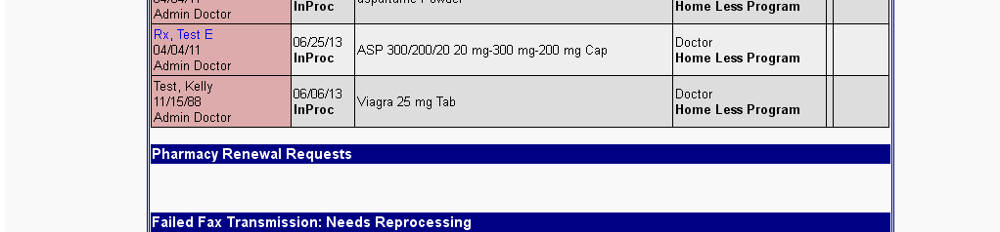 04/04/11
InProc
aspartame Powder
Home Less Program
Admin Doctor
Rx, Test E
04/04/11
Admin Doctor
06/25/13
InProc
ASP 300/200/20 20 mg-300 mg-200 mg Cap
Doctor
Home Less Program
Test, Kelly
11/15/88
Admin Doctor
06/06/13
InProc
Viagra 25 mg Tab
Doctor
Home Less Program
Pharmacy Renewal Requests
Failed Fax Transmission: Needs Reprocessing